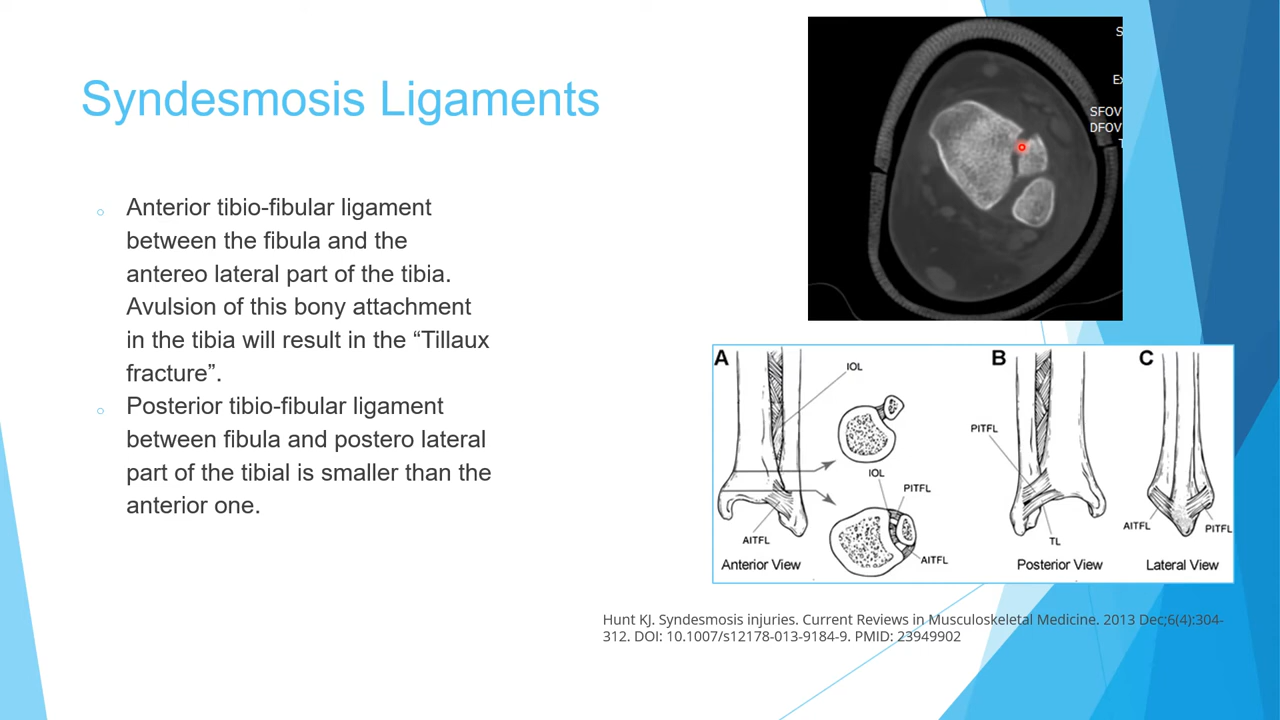 Syndesmosis Ligaments
Anterior tibio-fibular ligament
between the fibula and the
antereo lateral part of the tibia.
Avulsion of this bony attachment
in the tibia will result in the “Tillaux
fracture”.
Posterior tibio-fibular ligament
between fibula and postero lateral
part of the tibial is smaller than the
anterior one.
S
Ex
SFOV
DFOV
A
IOL
IOL
PITFL
AITFL
AITFL
Anterior View
B
PITFL
TL
Posterior View
C
AITFL
PITFL
Lateral View
Hunt KJ. Syndesmosis injuries. Current Reviews in Musculoskeletal Medicine. 2013 Dec;6(4):304-
312. DOI: 10.1007/s12178-013-9184-9. PMID: 23949902